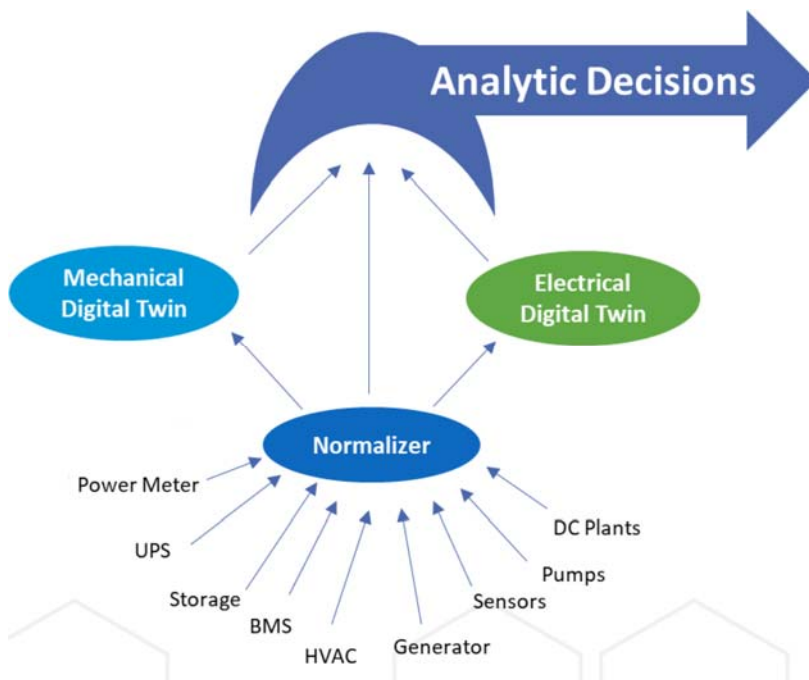 Analytic Decisions
Mechanical
Digital Twin
Electrical
Digital Twin
Normalizer
Power Meter
UPS
Storage
BMS
HVAC
Generator
Sensors
Pumps
DC Plants